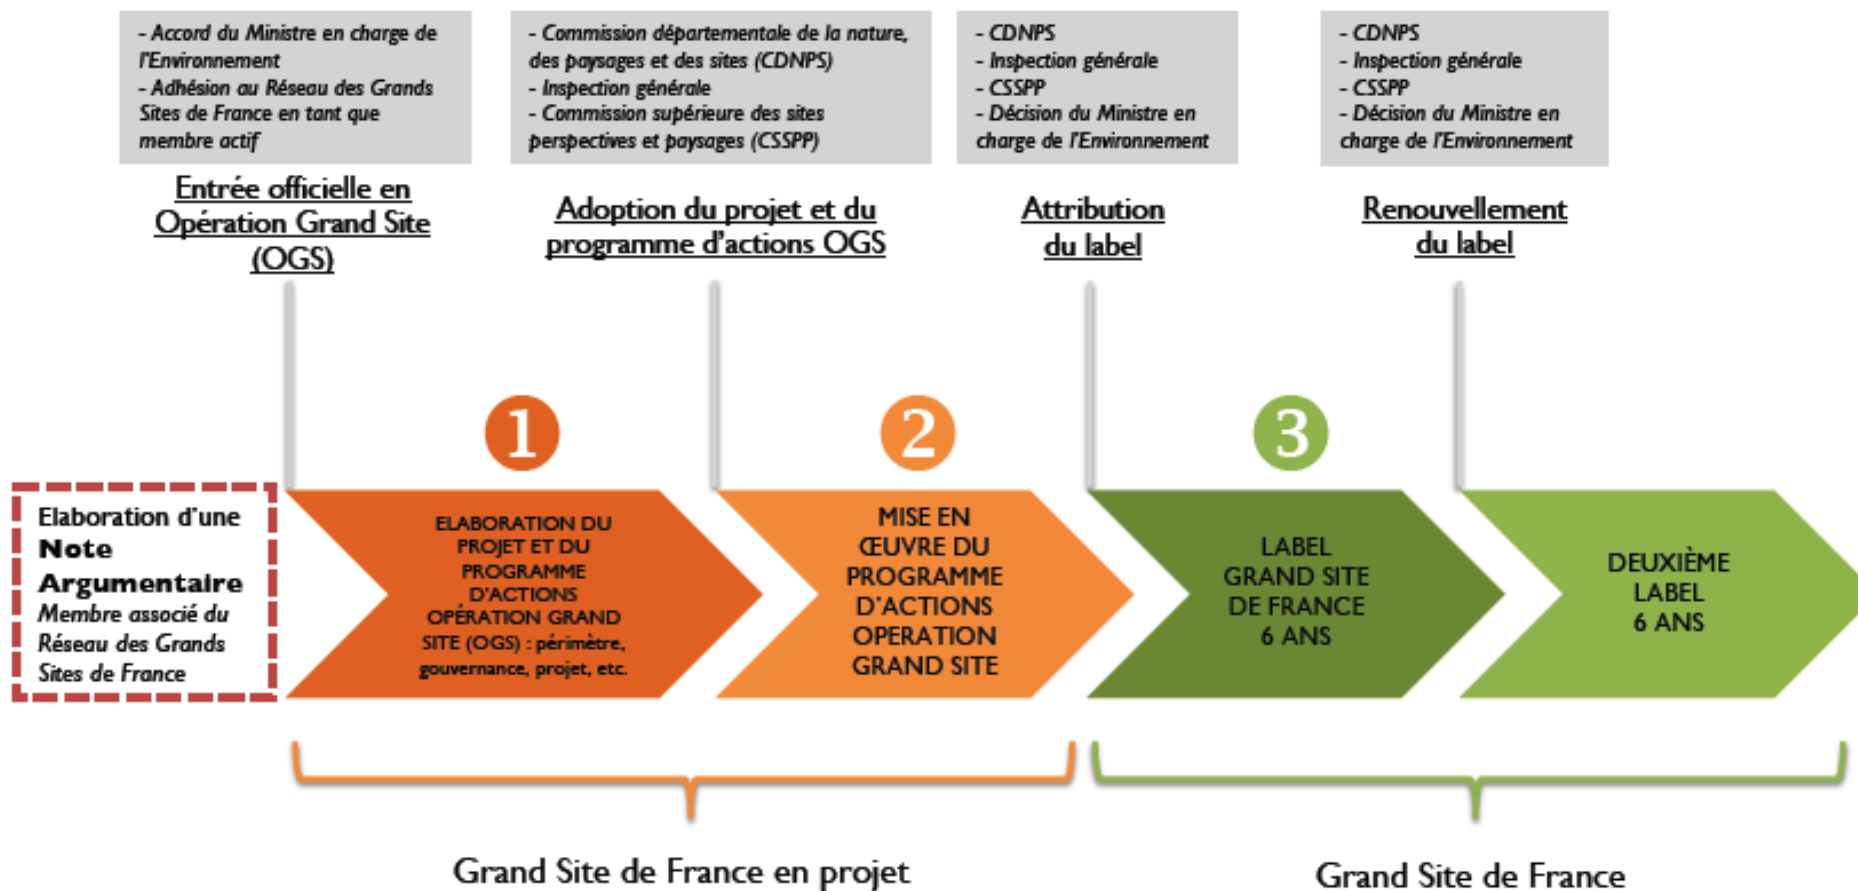 - Accord du Ministre en charge de
l'Environnement
- Adhésion au Réseau des Grands
Sites de France en tant que
membre actif
- Commission départementale de la nature,
des paysages et des sites (CDNPS)
- Inspection générale
- Commission supérieure des sites
perspectives et paysages (CSSPP)
- CDNPS
- Inspection générale
- CSSPP
- Décision du Ministre en
charge de l'Environnement
- CDNPS
- Inspection générale
- CSSPP
- Décision du Ministre en
charge de l'Environnement
Entrée officielle en
Opération Grand Site
(OGS)
Adoption du projet et du
programme d'actions OGS
Attribution
du label
Renouvellement
du label
1
2
3
Elaboration d'une
Note
Argumentaire
Membre associé du
Réseau des Grands
Sites de France
ELABORATION DU
PROJET ET DU
PROGRAMME
D'ACTIONS
OPÉRATION GRAND
SITE (OGS) : périmètre,
gouvernance, projet, etc.
MISE EN
ŒUVRE DU
PROGRAMME
D'ACTIONS
OPERATION
GRAND SITE
LABEL
GRAND SITE
DE FRANCE
6 ANS
DEUXIÈME
LABEL
6 ANS
Grand Site de France en projet
Grand Site de France